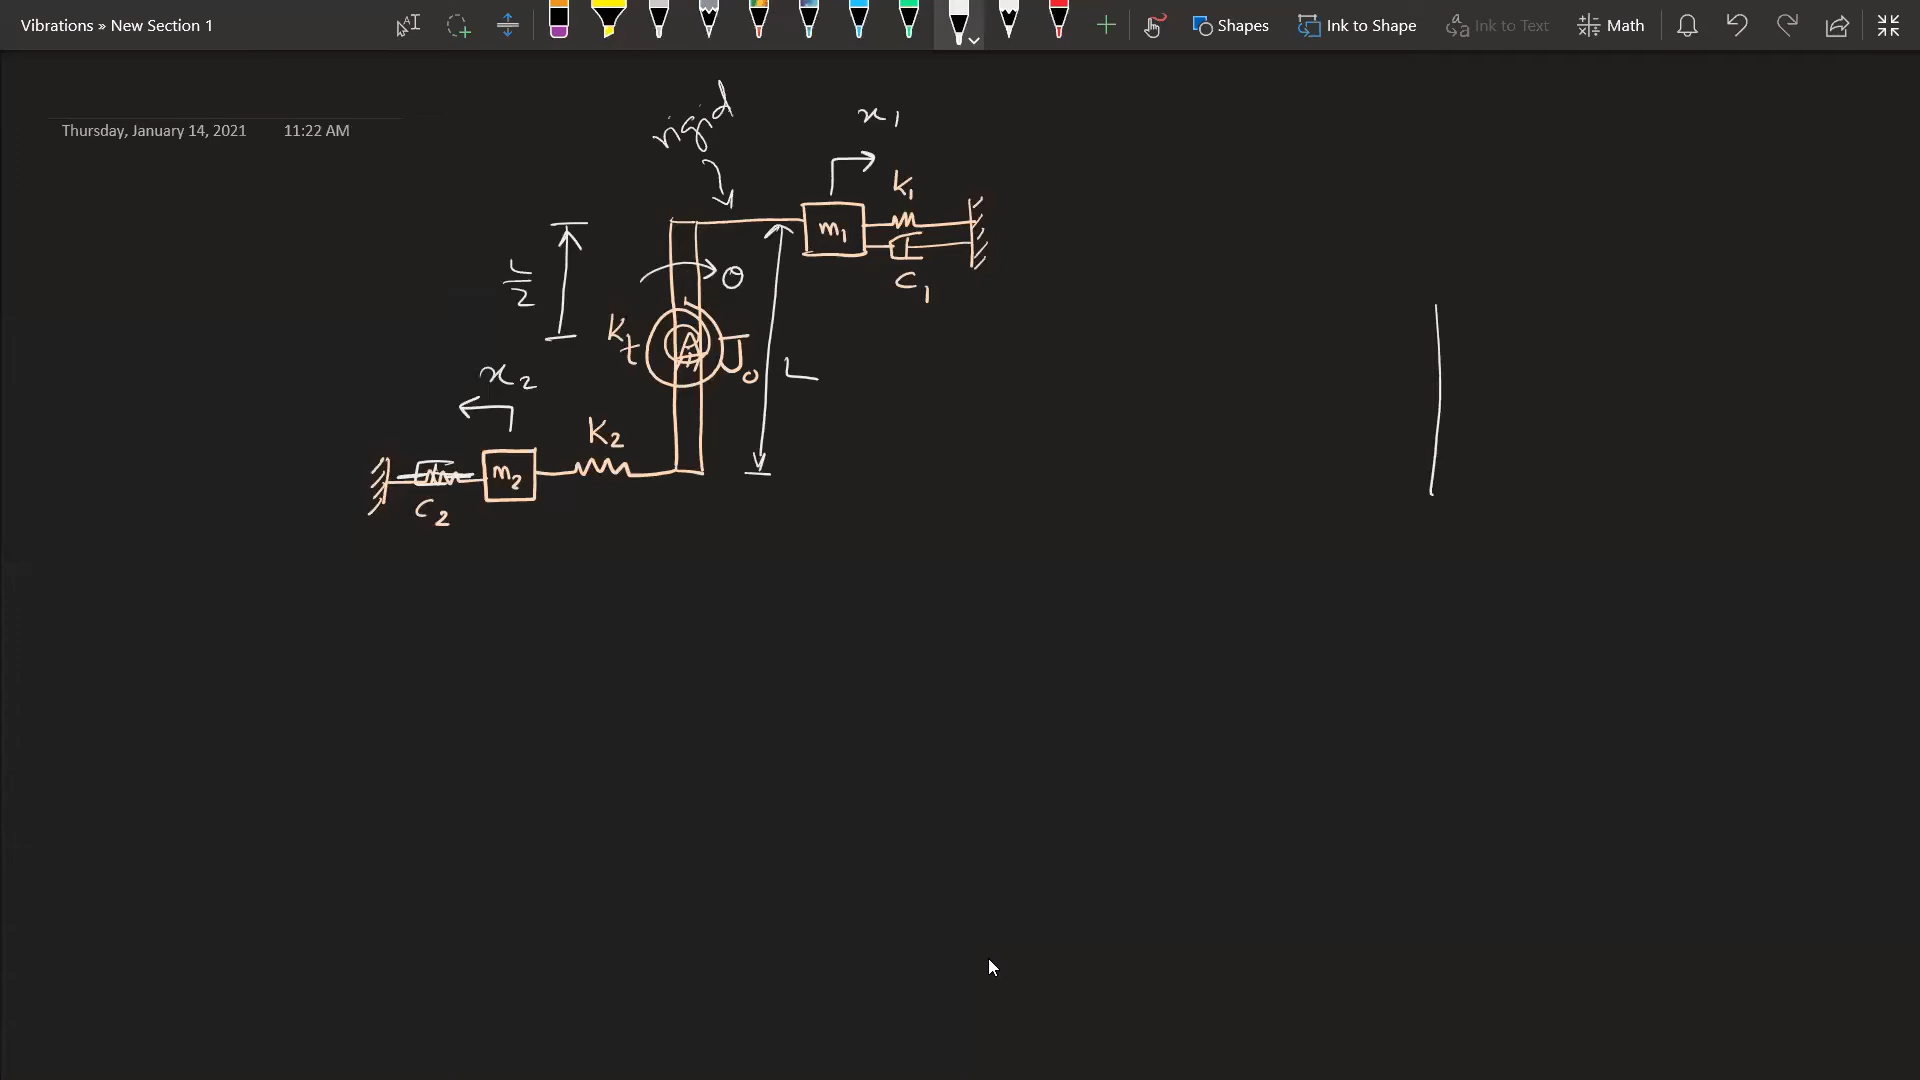 Vibrations » New Section 1
Shapes
Ink to Shape
Ink to Text
Math
Thursday, January 14, 2021 11:22 AM
rigid
x₁
K₁
m₁
C₁
L/2
θ
Kt
J₀
L
x₂
K₂
m₂
C₂